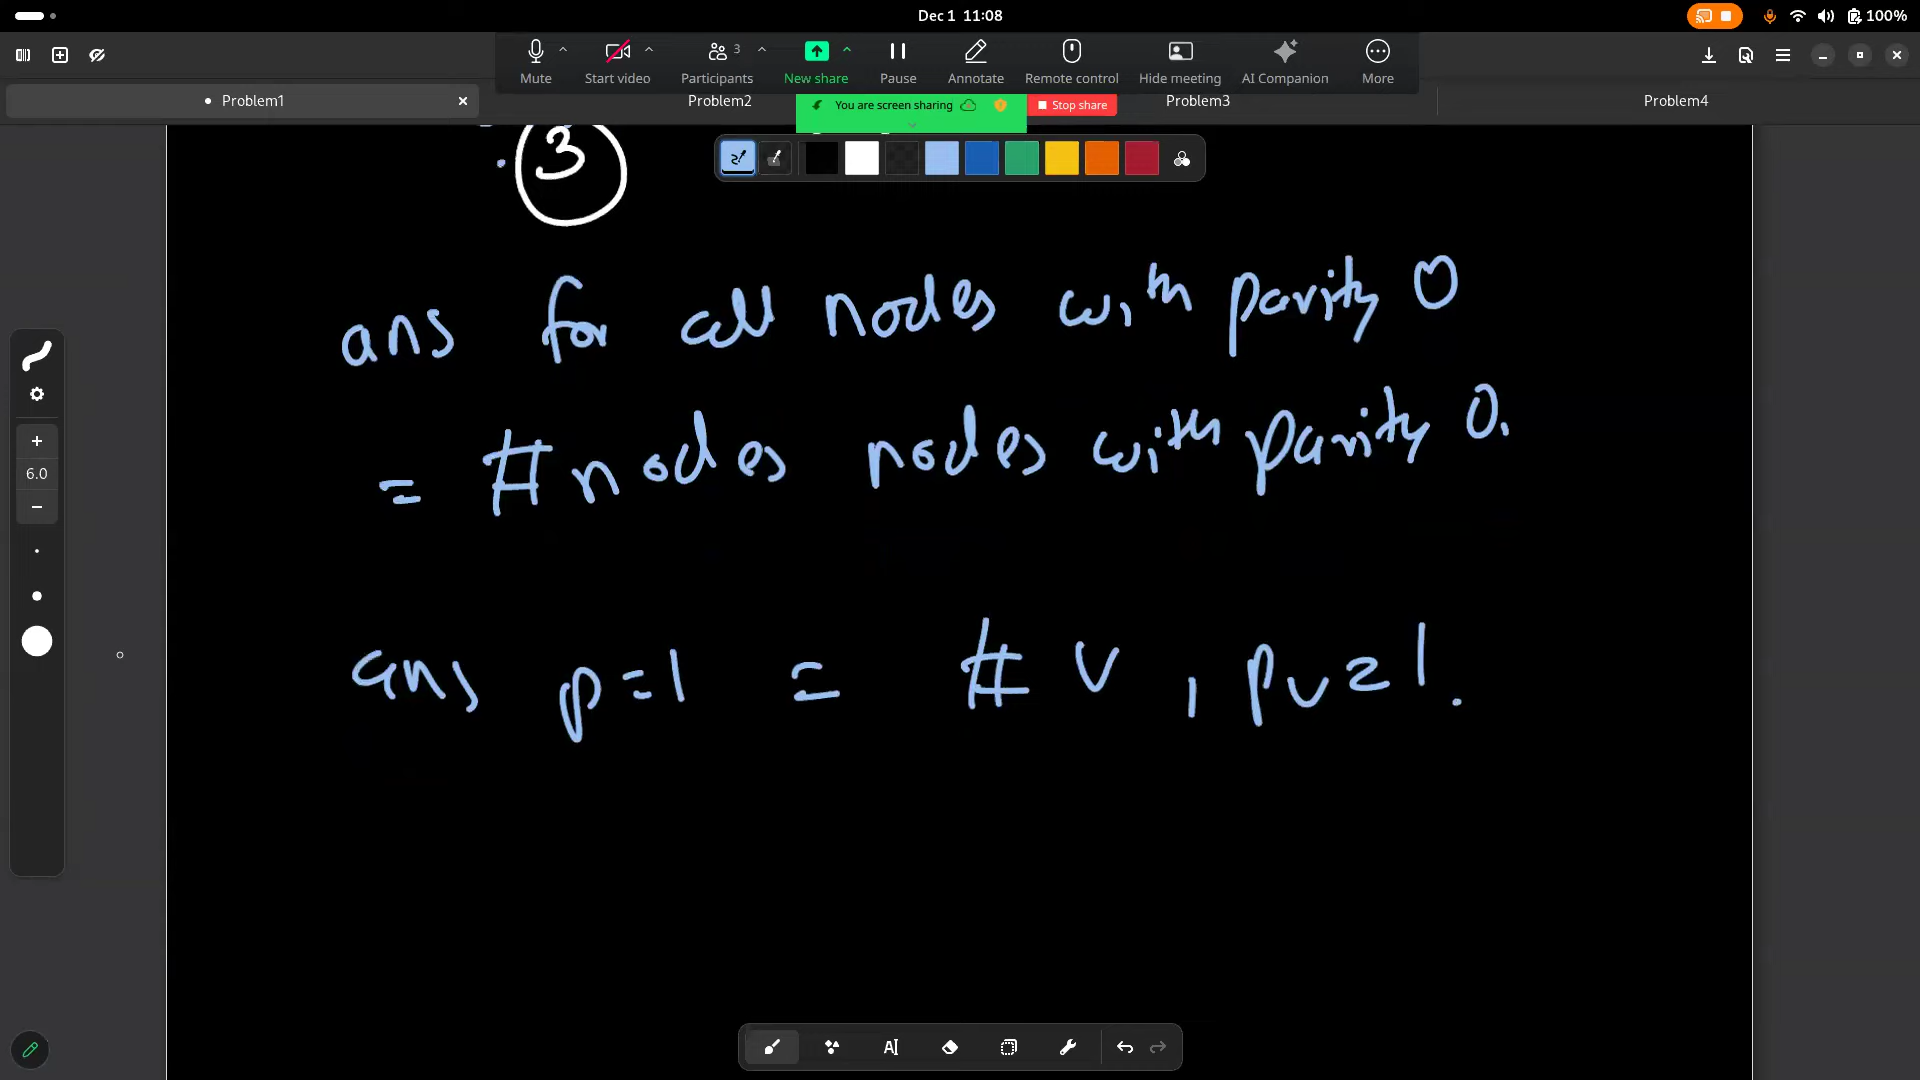 Dec 1 11:08
Mute
Start video
Participants 3
New share
Pause
Annotate
Remote control
Hide meeting
AI Companion
More
100%
Problem1
Problem2
Problem3
Problem4
You are screen sharing
Stop share
3
ans for all nodes with parity 0
= # nodes nodes with parity 0.
ans p=1 = # v , pv=1.
+
6.0
−